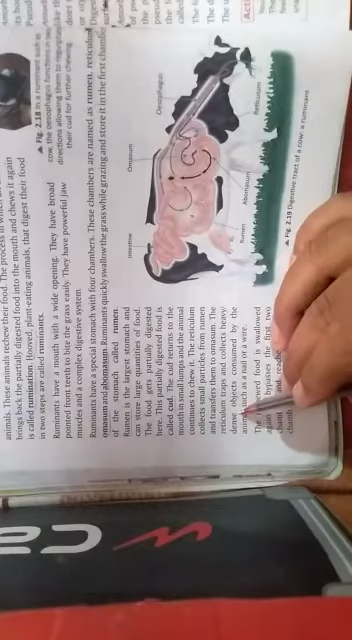 animals. These animals rechew their food. The process in which
brings back the partially digested food into the mouth and chews it again
is called rumination. Hooved, plant-eating animals, that digest their food
in two steps are called ruminants.
Ruminants have a mouth with a wide opening. They have broad
pointed front teeth to bite the grass easily. They have powerful jaw
muscles and a complex digestive system.
Ruminants have a special stomach with four chambers. These chambers are named as rumen, reticulum
omasum and abomasum. Ruminants quickly swallow the grass while grazing and store it in the first chamber
of the stomach called rumen.
Rumen is the largest stomach and
can store large quantities of food.
The food gets partially digested
here. This partially digested food is
called cud. The cud returns to the
mouth in small lumps and the animal
continues to chew it. The reticulum
collects small particles from rumen
and transfers them to omasum. The
reticulum traps and collects heavy
dense objects consumed by the
such as a nail or a wire.
The food is swallowed
again bypasses the first two
▲ Fig. 2.18 In a ruminant such as
cow, the oesophagus functions in two
directions allowing them to regurgitate
their cud for further chewing.
Intestine
Omasum
Oesophagus
Rumen
Abomasum
Reticulum
▲ Fig. 2.19 Digestive tract of a cow: a ruminant
Ca